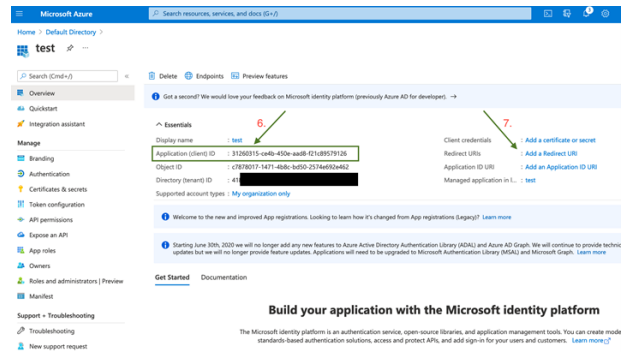 Microsoft Azure
Search resources, services, and docs (G+/)
Home > Default Directory >
test
Search (Cmd+/)
«
Delete
Endpoints
Preview features
Overview
Quickstart
Integration assistant
Manage
Branding
Authentication
Certificates & secrets
Token configuration
API permissions
Expose an API
App roles
Owners
Roles and administrators | Preview
Manifest
Support + Troubleshooting
Troubleshooting
New support request
Got a second? We would love your feedback on Microsoft identity platform (previously Azure AD for developer). →
Essentials
6.
7.
Display name : test
Application (client) ID : 31260315-ce4b-450e-aad8-f21c89579126
Object ID : c7878017-1471-4b8c-bd50-2574e692e462
Directory (tenant) ID : 41
Supported account types : My organization only
Client credentials : Add a certificate or secret
Redirect URIs : Add a Redirect URI
Application ID URI : Add an Application ID URI
Managed application in l... : test
Welcome to the new and improved App registrations. Looking to learn how it's changed from App registrations (Legacy)? Learn more
Starting June 30th, 2020 we will no longer add any new features to Azure Active Directory Authentication Library (ADAL) and Azure AD Graph. We will continue to provide technic
updates but we will no longer provide feature updates. Applications will need to be upgraded to Microsoft Authentication Library (MSAL) and Microsoft Graph. Learn more
Get Started
Documentation
Build your application with the Microsoft identity platform
The Microsoft identity platform is an authentication service, open-source libraries, and application management tools. You can create mode
standards-based authentication solutions, access and protect APIs, and add sign-in for your users and customers. Learn more